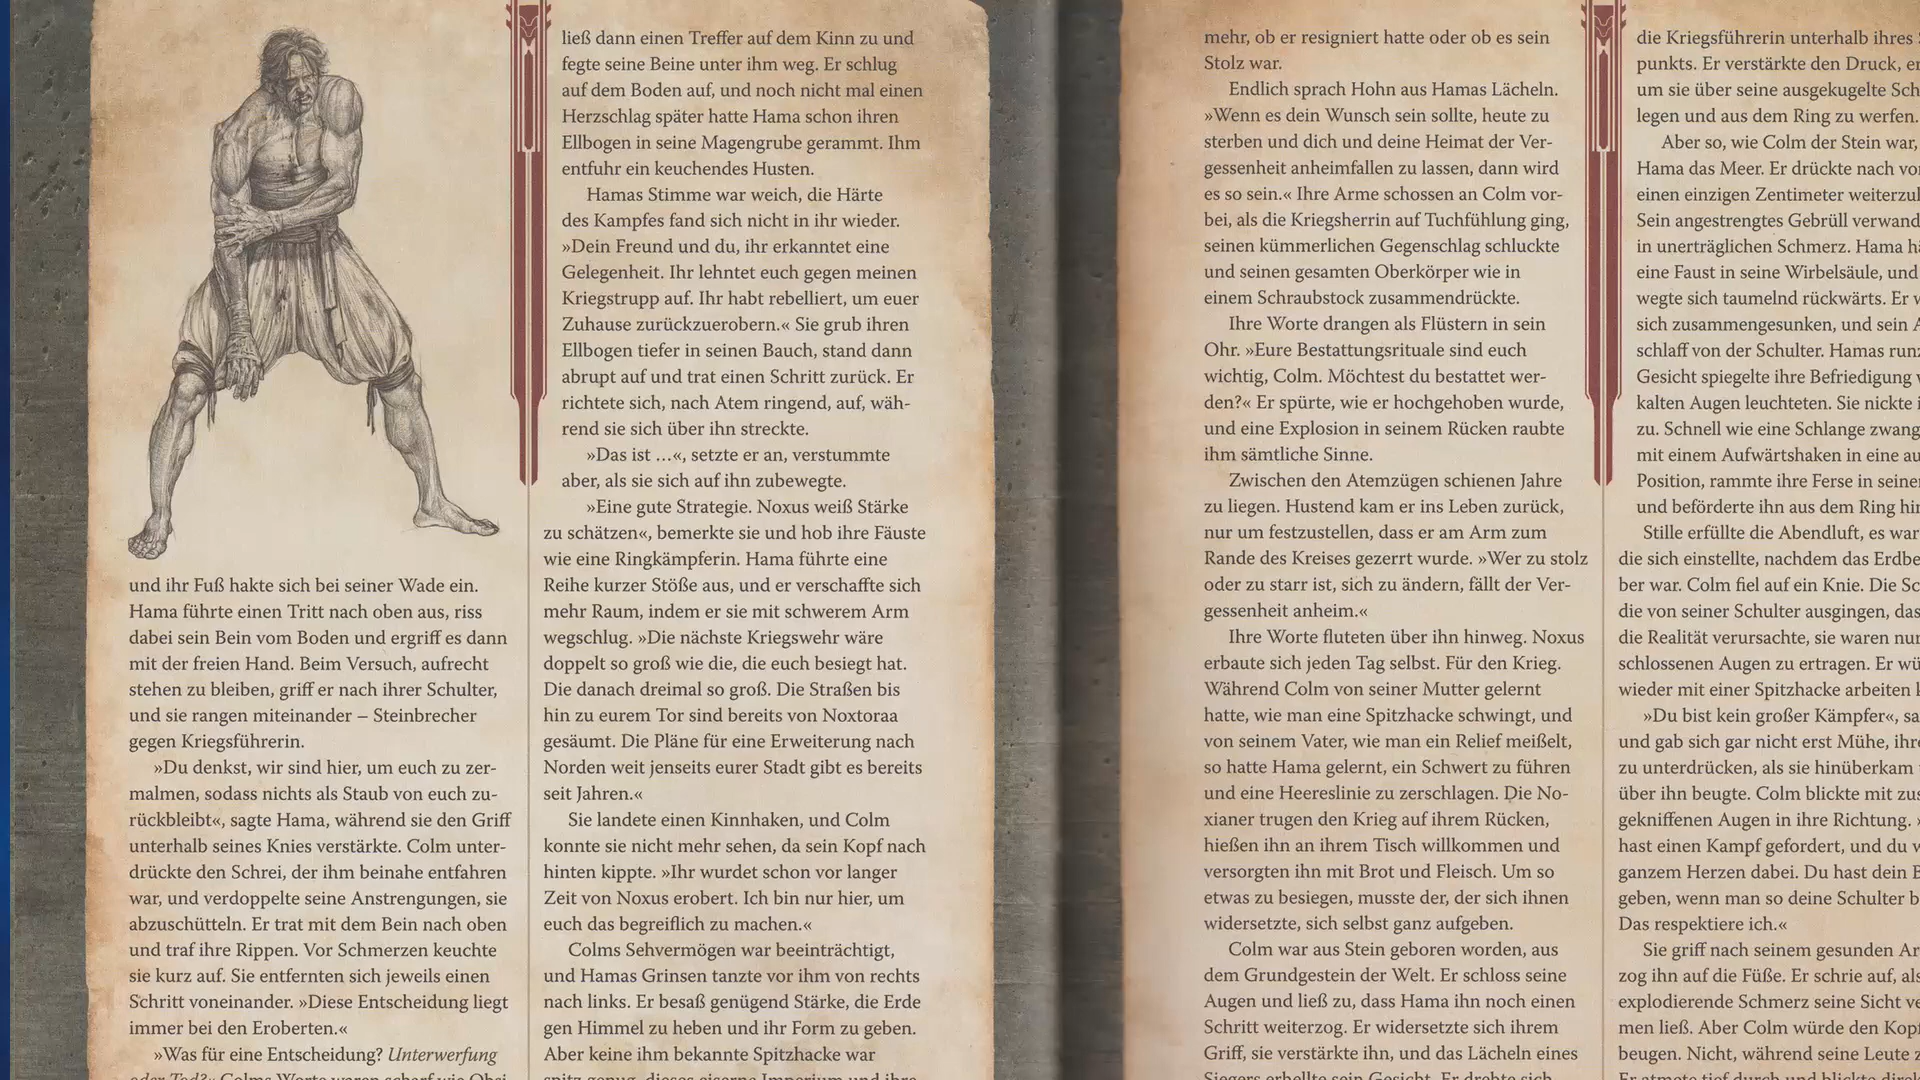 und ihr Fuß hakte sich bei seiner Wade ein.
Hama führte einen Tritt nach oben aus, riss
dabei sein Bein vom Boden und ergriff es dann
mit der freien Hand. Beim Versuch, aufrecht
stehen zu bleiben, griff er nach ihrer Schulter,
und sie rangen miteinander – Steinbrecher
gegen Kriegsführerin.
»Du denkst, wir sind hier, um euch zu zer-
malmen, sodass nichts als Staub von euch zu-
rückbleibt«, sagte Hama, während sie den Griff
unterhalb seines Knies verstärkte. Colm unter-
drückte den Schrei, der ihm beinahe entfahren
war, und verdoppelte seine Anstrengungen, sie
abzuschütteln. Er trat mit dem Bein nach oben
und traf ihre Rippen. Vor Schmerzen keuchte
sie kurz auf. Sie entfernten sich jeweils einen
Schritt voneinander. »Diese Entscheidung liegt
immer bei den Eroberten.«
»Was für eine Entscheidung? Unterwerfung
oder Tod?« Colms Worte waren scharf wie Obsi-
ließ dann einen Treffer auf dem Kinn zu und
fegte seine Beine unter ihm weg. Er schlug
auf dem Boden auf, und noch nicht mal einen
Herzschlag später hatte Hama schon ihren
Ellbogen in seine Magengrube gerammt. Ihm
entfuhr ein keuchendes Husten.
Hamas Stimme war weich, die Härte
des Kampfes fand sich nicht in ihr wieder.
»Dein Freund und du, ihr erkanntet eine
Gelegenheit. Ihr lehntet euch gegen meinen
Kriegstrupp auf. Ihr habt rebelliert, um euer
Zuhause zurückzuerobern.« Sie grub ihren
Ellbogen tiefer in seinen Bauch, stand dann
abrupt auf und trat einen Schritt zurück. Er
richtete sich, nach Atem ringend, auf, wäh-
rend sie sich über ihn streckte.
»Das ist …«, setzte er an, verstummte
aber, als sie sich auf ihn zubewegte.
»Eine gute Strategie. Noxus weiß Stärke
zu schätzen«, bemerkte sie und hob ihre Fäuste
wie eine Ringkämpferin. Hama führte eine
Reihe kurzer Stöße aus, und er verschaffte sich
mehr Raum, indem er sie mit schwerem Arm
wegschlug. »Die nächste Kriegswehr wäre
doppelt so groß wie die, die euch besiegt hat.
Die danach dreimal so groß. Die Straßen bis
hin zu eurem Tor sind bereits von Noxtoraa
gesäumt. Die Pläne für eine Erweiterung nach
Norden weit jenseits eurer Stadt gibt es bereits
seit Jahren.«
Sie landete einen Kinnhaken, und Colm
konnte sie nicht mehr sehen, da sein Kopf nach
hinten kippte. »Ihr wurdet schon vor langer
Zeit von Noxus erobert. Ich bin nur hier, um
euch das begreiflich zu machen.«
Colms Sehvermögen war beeinträchtigt,
und Hamas Grinsen tanzte vor ihm von rechts
nach links. Er besaß genügend Stärke, die Erde
gen Himmel zu heben und ihr Form zu geben.
Aber keine ihm bekannte Spitzhacke war
spitz genug, dieses eiserne Imperium und ihre
mehr, ob er resigniert hatte oder ob es sein
Stolz war.
Endlich sprach Hohn aus Hamas Lächeln.
»Wenn es dein Wunsch sein sollte, heute zu
sterben und dich und deine Heimat der Ver-
gessenheit anheimfallen zu lassen, dann wird
es so sein.« Ihre Arme schossen an Colm vor-
bei, als die Kriegsherrin auf Tuchfühlung ging,
seinen kümmerlichen Gegenschlag schluckte
und seinen gesamten Oberkörper wie in
einem Schraubstock zusammendrückte.
Ihre Worte drangen als Flüstern in sein
Ohr. »Eure Bestattungsrituale sind euch
wichtig, Colm. Möchtest du bestattet wer-
den?« Er spürte, wie er hochgehoben wurde,
und eine Explosion in seinem Rücken raubte
ihm sämtliche Sinne.
Zwischen den Atemzügen schienen Jahre
zu liegen. Hustend kam er ins Leben zurück,
nur um festzustellen, dass er am Arm zum
Rande des Kreises gezerrt wurde. »Wer zu stolz
oder zu starr ist, sich zu ändern, fällt der Ver-
gessenheit anheim.«
Ihre Worte fluteten über ihn hinweg. Noxus
erbaute sich jeden Tag selbst. Für den Krieg.
Während Colm von seiner Mutter gelernt
hatte, wie man eine Spitzhacke schwingt, und
von seinem Vater, wie man ein Relief meißelt,
so hatte Hama gelernt, ein Schwert zu führen
und eine Heereslinie zu zerschlagen. Die No-
xianer trugen den Krieg auf ihrem Rücken,
hießen ihn an ihrem Tisch willkommen und
versorgten ihn mit Brot und Fleisch. Um so
etwas zu besiegen, musste der, der sich ihnen
widersetzte, sich selbst ganz aufgeben.
Colm war aus Stein geboren worden, aus
dem Grundgestein der Welt. Er schloss seine
Augen und ließ zu, dass Hama ihn noch einen
Schritt weiterzog. Er widersetzte sich ihrem
Griff, sie verstärkte ihn, und das Lächeln eines
Siegers erhellte sein Gesicht. Er drehte sich
die Kriegsführerin unterhalb ihres
punkts. Er verstärkte den Druck,
um sie über seine ausgekugelte
legen und aus dem Ring zu werfen.
Aber so, wie Colm der Stein war,
Hama das Meer. Er drückte nach
einen einzigen Zentimeter
Sein angestrengtes Gebrüll
in unerträglichen Schmerz. Hama
eine Faust in seine Wirbelsäule, und
wegte sich taumelnd rückwärts. Er
sich zusammengesunken, und sein
schlaff von der Schulter. Hamas
Gesicht spiegelte ihre Befriedigung
kalten Augen leuchteten. Sie nickte
zu. Schnell wie eine Schlange
mit einem Aufwärtshaken in eine
Position, rammte ihre Ferse in
und beförderte ihn aus dem Ring
Stille erfüllte die Abendluft, es war
die sich einstellte, nachdem das
ber war. Colm fiel auf ein Knie. Die
die von seiner Schulter ausgingen,
die Realität verursachte, sie waren
schlossenen Augen zu ertragen. Er
wieder mit einer Spitzhacke arbeiten
»Du bist kein großer Kämpfer«,
und gab sich gar nicht erst Mühe,
zu unterdrücken, als sie hinüberkam
über ihn beugte. Colm blickte mit
gekniffenen Augen in ihre Richtung.
hast einen Kampf gefordert, und du
ganzem Herzen dabei. Du hast dein
geben, wenn man so deine Schulter
Das respektiere ich.«
Sie griff nach seinem gesunden
zog ihn auf die Füße. Er schrie auf,
explodierende Schmerz seine Sicht
men ließ. Aber Colm würde den
beugen. Nicht, während seine Leute
Er atmete tief durch und blickte